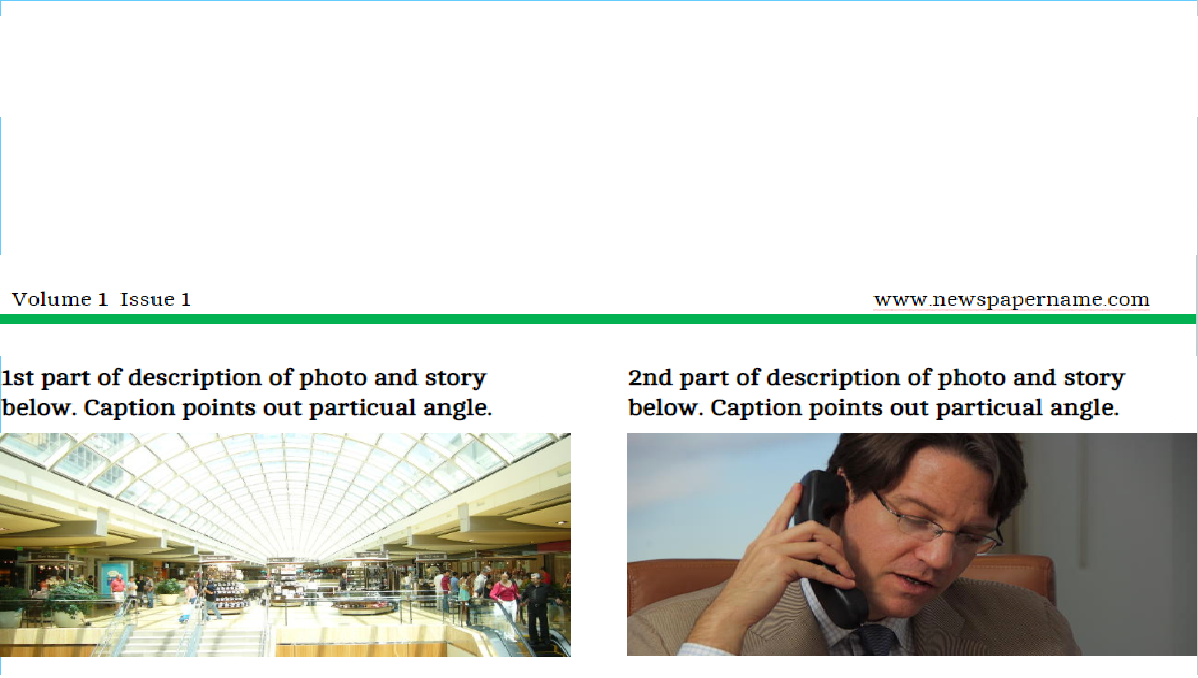 Volume 1 Issue 1
www.newspapername.com
1st part of description of photo and story
below. Caption points out particual angle.
2nd part of description of photo and story
below. Caption points out particual angle.